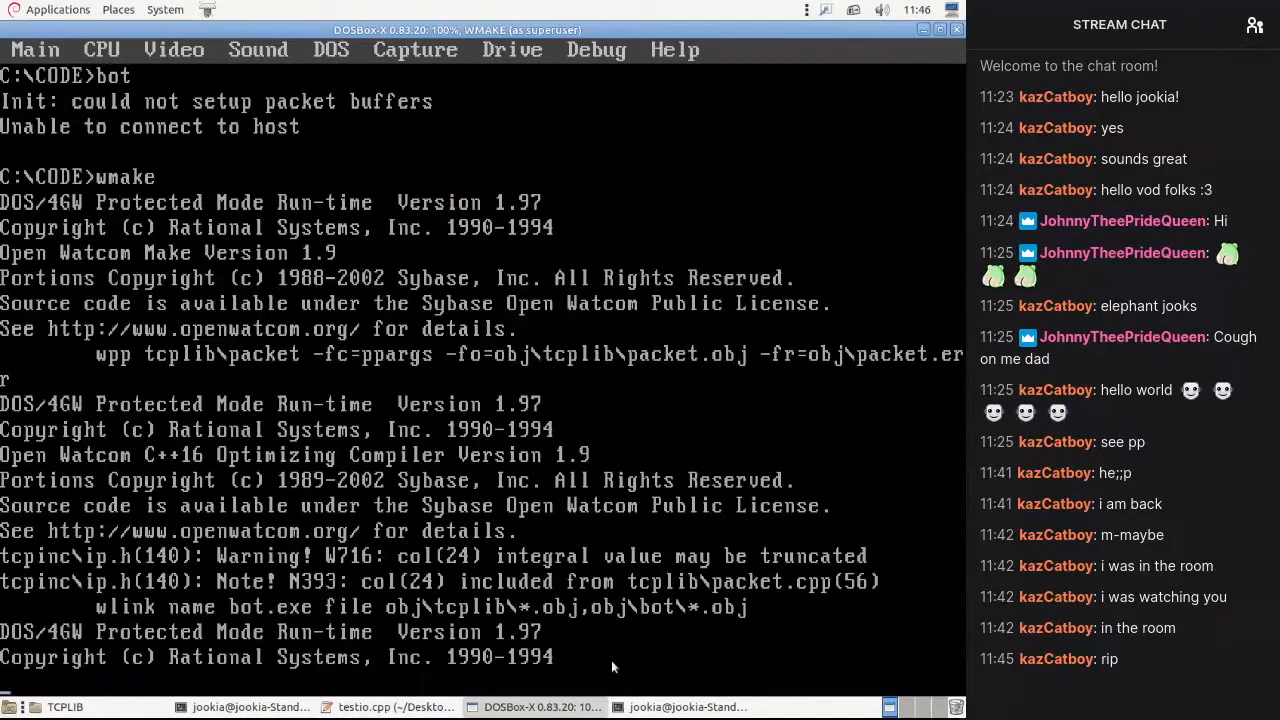 Applications Places System
11:46
DOSBox-X 0.83.20: 100%, WMAKE (as superuser)
Main CPU Video Sound DOS Capture Drive Debug Help
C:\CODE>bot
Init: could not setup packet buffers
Unable to connect to host
C:\CODE>wmake
DOS/4GW Protected Mode Run-time  Version 1.97
Copyright (c) Rational Systems, Inc. 1990-1994
Open Watcom Make Version 1.9
Portions Copyright (c) 1988-2002 Sybase, Inc. All Rights Reserved.
Source code is available under the Sybase Open Watcom Public License.
See http://www.openwatcom.org/ for details.
        wpp tcplib\packet -fc=ppargs -fo=obj\tcplib\packet.obj -fr=obj\packet.er
r
DOS/4GW Protected Mode Run-time  Version 1.97
Copyright (c) Rational Systems, Inc. 1990-1994
Open Watcom C++16 Optimizing Compiler Version 1.9
Portions Copyright (c) 1989-2002 Sybase, Inc. All Rights Reserved.
Source code is available under the Sybase Open Watcom Public License.
See http://www.openwatcom.org/ for details.
tcpinc\ip.h(140): Warning! W716: col(24) integral value may be truncated
tcpinc\ip.h(140): Note! N393: col(24) included from tcplib\packet.cpp(56)
        wlink name bot.exe file obj\tcplib\*.obj,obj\bot\*.obj
DOS/4GW Protected Mode Run-time  Version 1.97
Copyright (c) Rational Systems, Inc. 1990-1994
TCPLIB
jookia@jookia-Stand...
testio.cpp (~/Deskto...
DOSBox-X 0.83.20: 10...
jookia@jookia-Stand...
STREAM CHAT
Welcome to the chat room!
11:23 kazCatboy: hello jookia!
11:24 kazCatboy: yes
11:24 kazCatboy: sounds great
11:24 kazCatboy: hello vod folks :3
11:24 JohnnyTheePrideQueen: Hi
11:25 JohnnyTheePrideQueen:
11:25 kazCatboy: elephant jooks
11:25 JohnnyTheePrideQueen: Cough
on me dad
11:25 kazCatboy: hello world
11:25 kazCatboy: see pp
11:41 kazCatboy: he;;p
11:41 kazCatboy: i am back
11:42 kazCatboy: m-maybe
11:42 kazCatboy: i was in the room
11:42 kazCatboy: i was watching you
11:42 kazCatboy: in the room
11:45 kazCatboy: rip